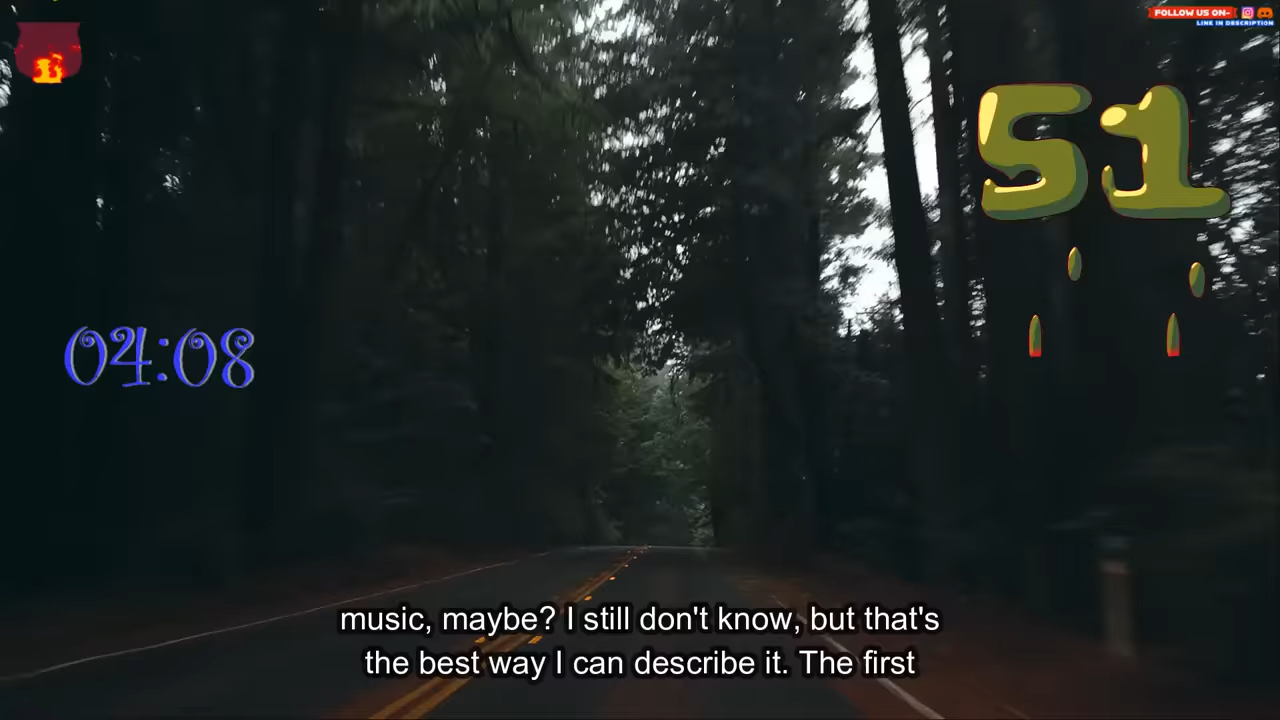 FOLLOW US ON-
LINK IN DESCRIPTION
51
04:08
music, maybe? I still don't know, but that's
the best way I can describe it. The first